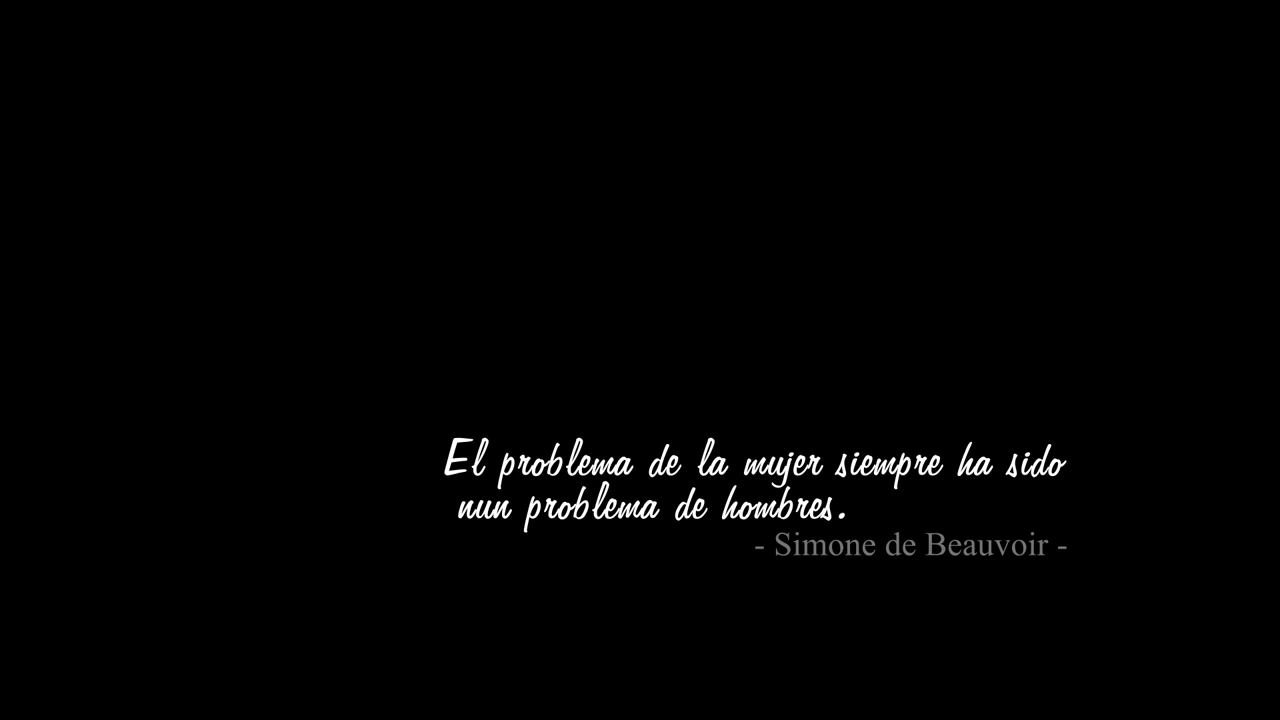 El problema de la mujer siempre ha sido
nun problema de hombres.
- Simone de Beauvoir -